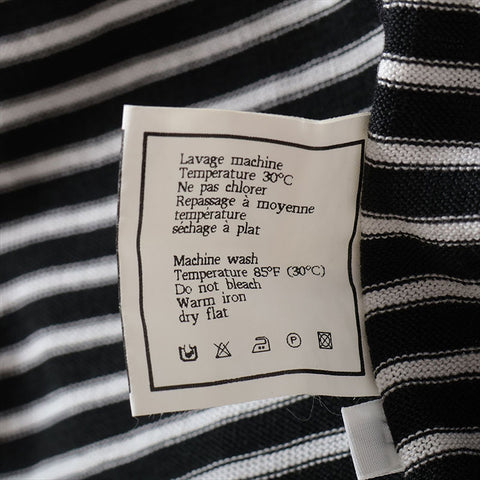 Lavage machine
Temperature 30°C
Ne pas chlorer
Repassage à moyenne
température
séchage à plat
Machine wash
Temperature 85°F (30°C)
Do not bleach
Warm iron
dry flat
P